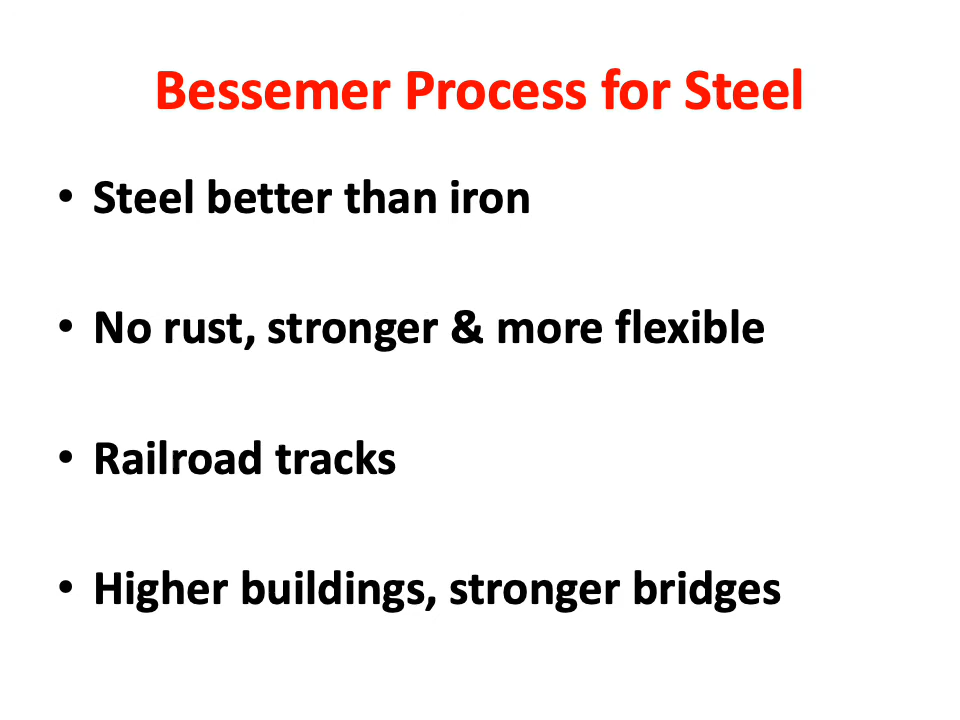 Bessemer Process for Steel
• Steel better than iron
• No rust, stronger & more flexible
• Railroad tracks
• Higher buildings, stronger bridges